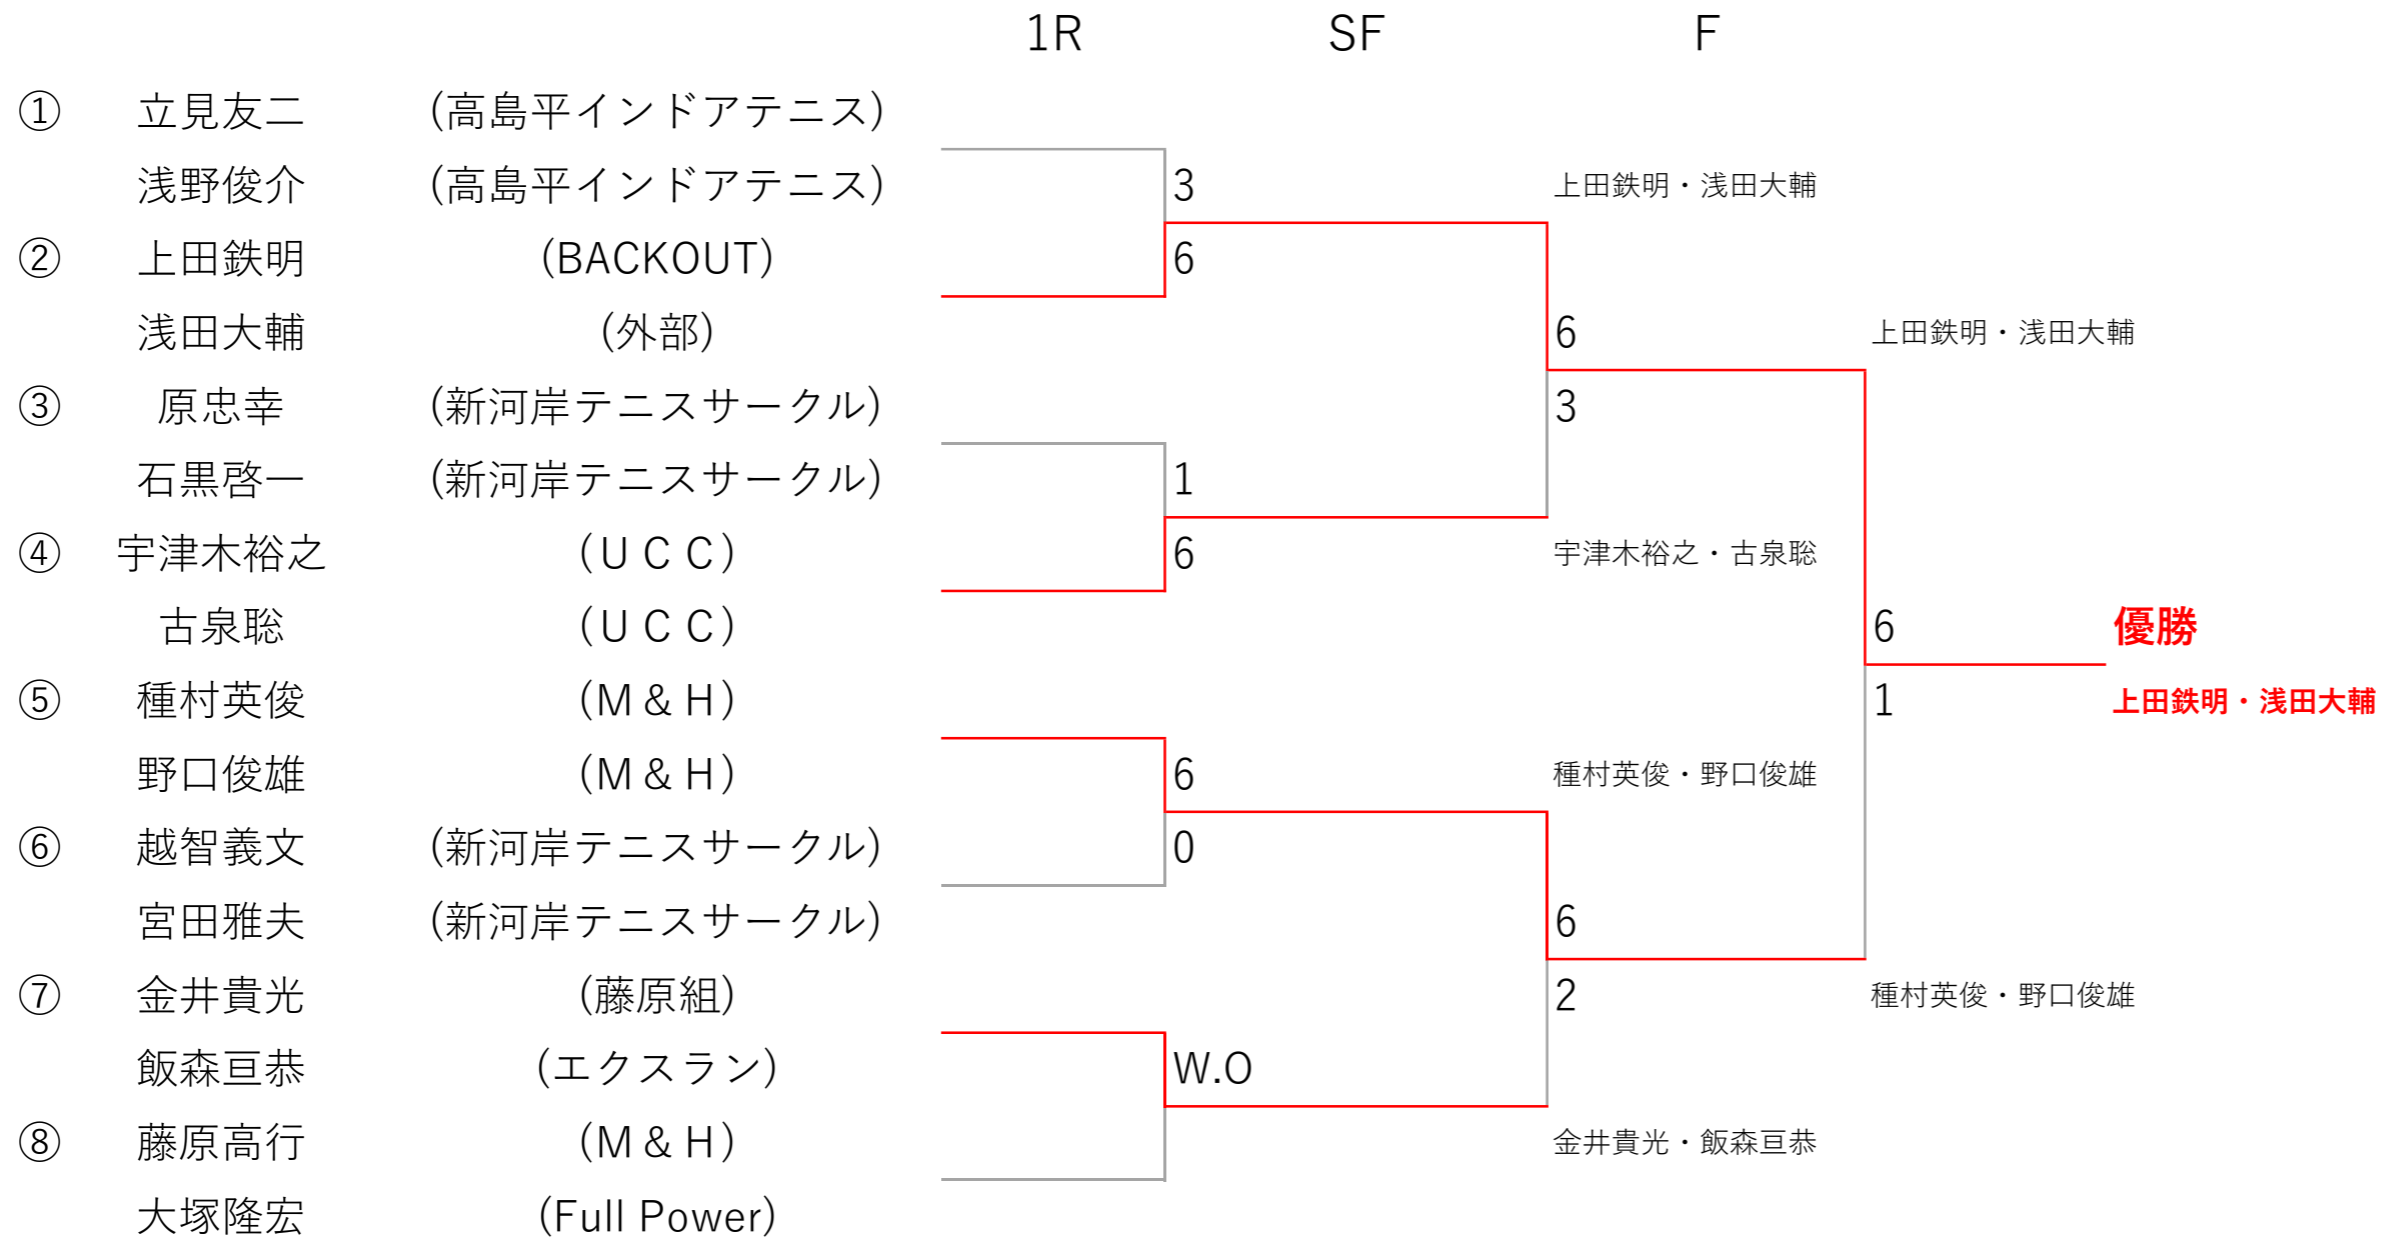 1R SF F
① 立見友二 (高島平インドアテニス)
浅野俊介 (高島平インドアテニス) 3 上田鉄明・浅田大輔
② 上田鉄明 (BACKOUT) 6
浅田大輔 (外部) 6 上田鉄明・浅田大輔
③ 原忠幸 (新河岸テニスサークル) 3
石黒啓一 (新河岸テニスサークル) 1
④ 宇津木裕之 (ＵＣＣ) 6 宇津木裕之・古泉聡
古泉聡 (ＵＣＣ) 6 優勝
⑤ 種村英俊 (Ｍ＆Ｈ) 1 上田鉄明・浅田大輔
野口俊雄 (Ｍ＆Ｈ) 6 種村英俊・野口俊雄
⑥ 越智義文 (新河岸テニスサークル) 0
宮田雅夫 (新河岸テニスサークル) 6
⑦ 金井貴光 (藤原組) 2 種村英俊・野口俊雄
飯森亘恭 (エクスラン) W.O
⑧ 藤原高行 (Ｍ＆Ｈ) 金井貴光・飯森亘恭
大塚隆宏 (Full Power)